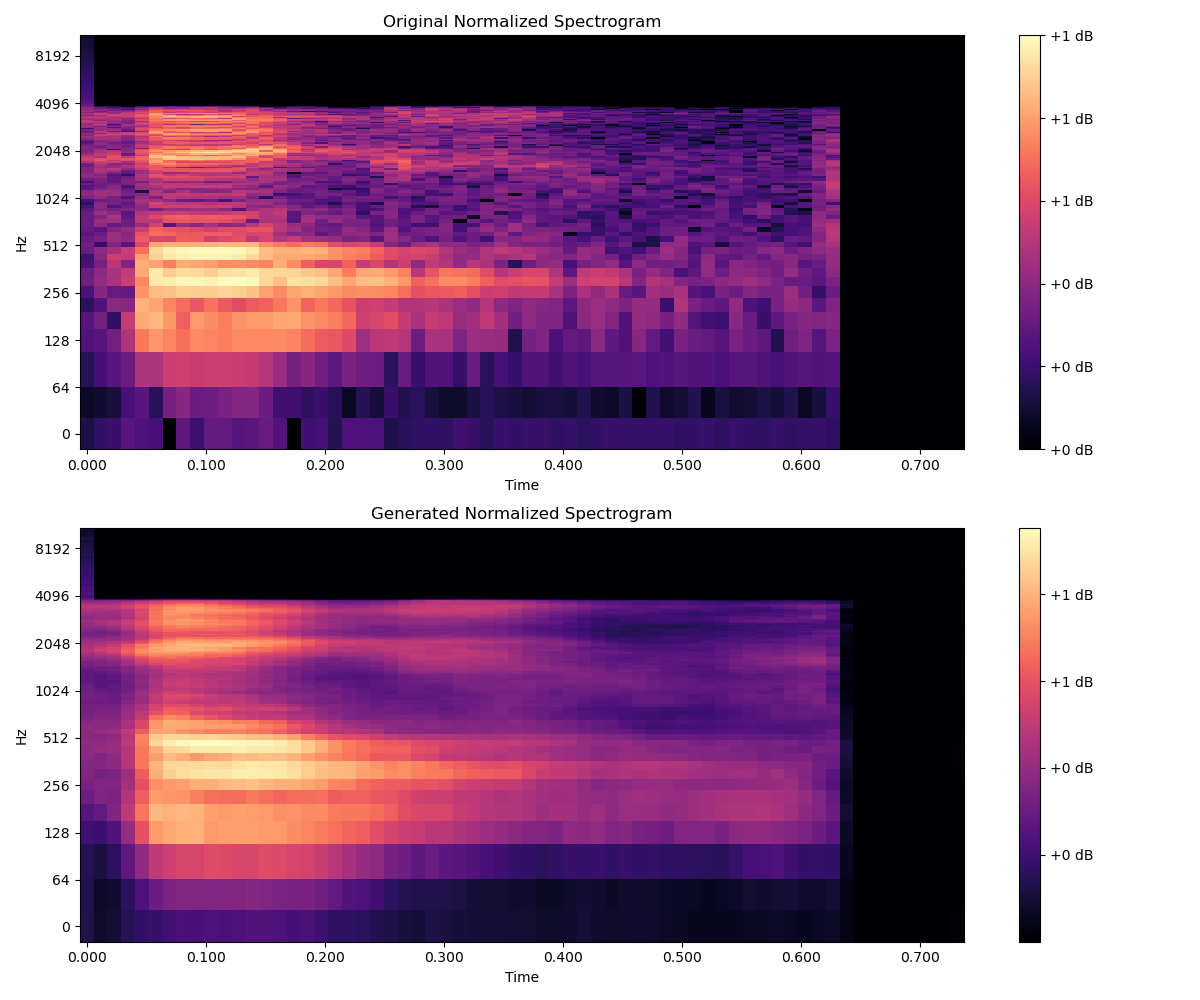 Original Normalized Spectrogram
8192
4096
2048
1024
512
256
128
64
0
Hz
0.000 0.100 0.200 0.300 0.400 0.500 0.600 0.700
Time
+1 dB
+1 dB
+1 dB
+0 dB
+0 dB
+0 dB
Generated Normalized Spectrogram
8192
4096
2048
1024
512
256
128
64
0
Hz
0.000 0.100 0.200 0.300 0.400 0.500 0.600 0.700
Time
+1 dB
+1 dB
+0 dB
+0 dB